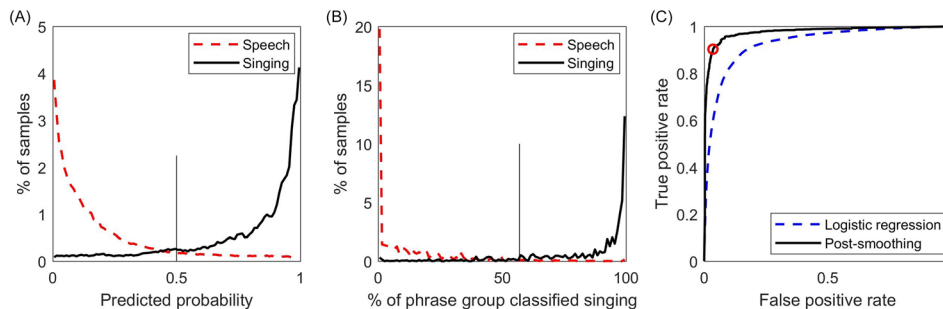 (A)
5
4
3
2
1
0
% of samples
Speech
Singing
0
0.5
1
Predicted probability
(B)
20
15
10
5
0
% of samples
Speech
Singing
0
50
100
% of phrase group classified singing
(C)
1
0.8
0.6
0.4
0.2
0
True positive rate
Logistic regression
Post-smoothing
0
0.5
False positive rate